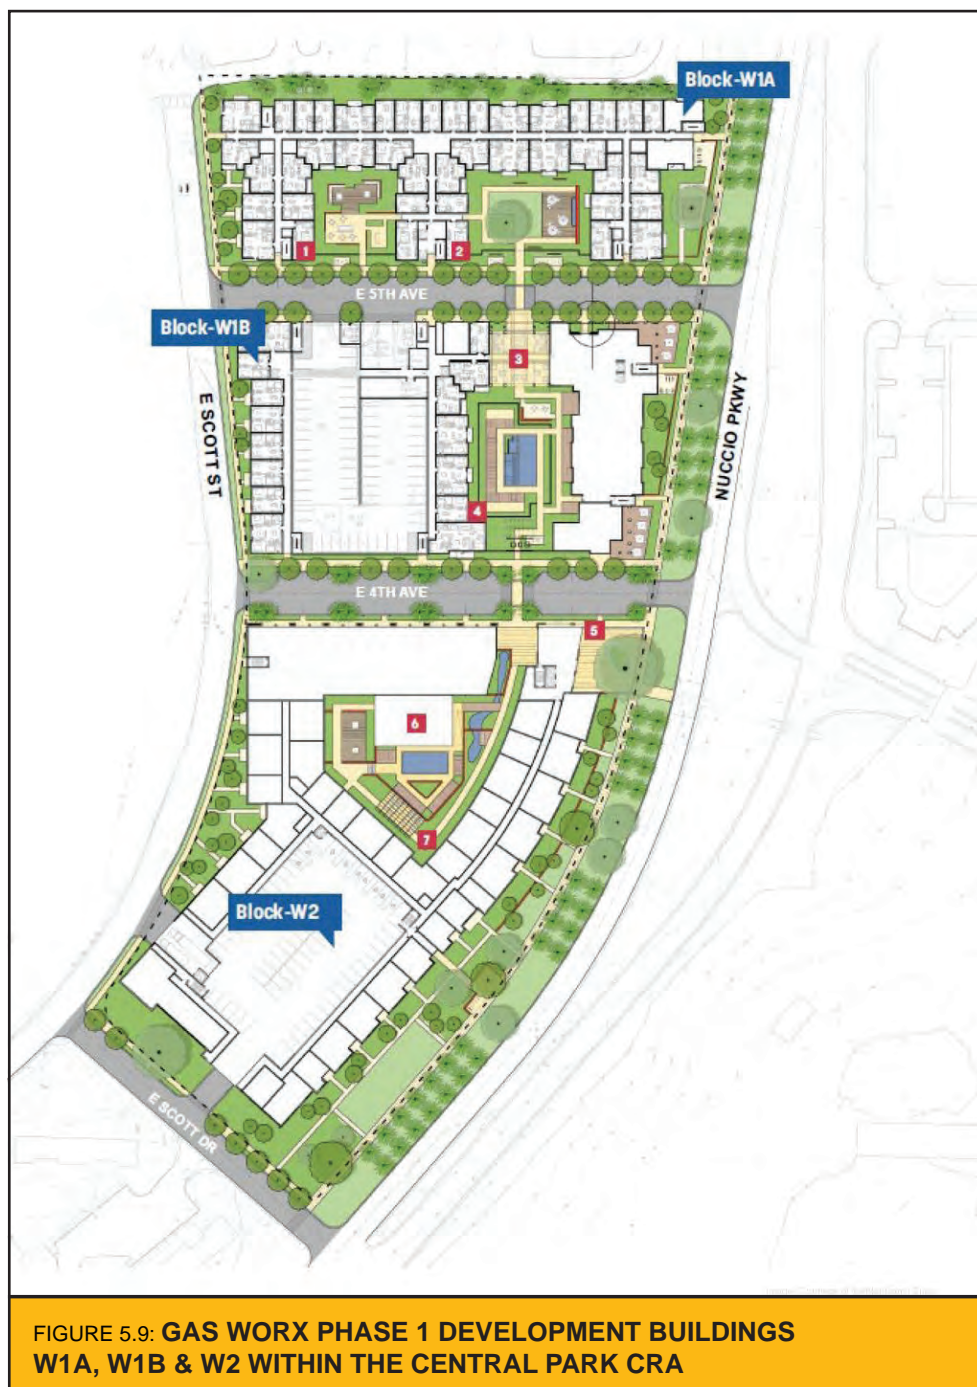 Block-W1A
1
2
E 5TH AVE
Block-W1B
3
E SCOTT ST
NUCCIO PKWY
4
E 4TH AVE
5
6
7
Block-W2
E SCOTT DR
FIGURE 5.9: GAS WORX PHASE 1 DEVELOPMENT BUILDINGS
W1A, W1B & W2 WITHIN THE CENTRAL PARK CRA